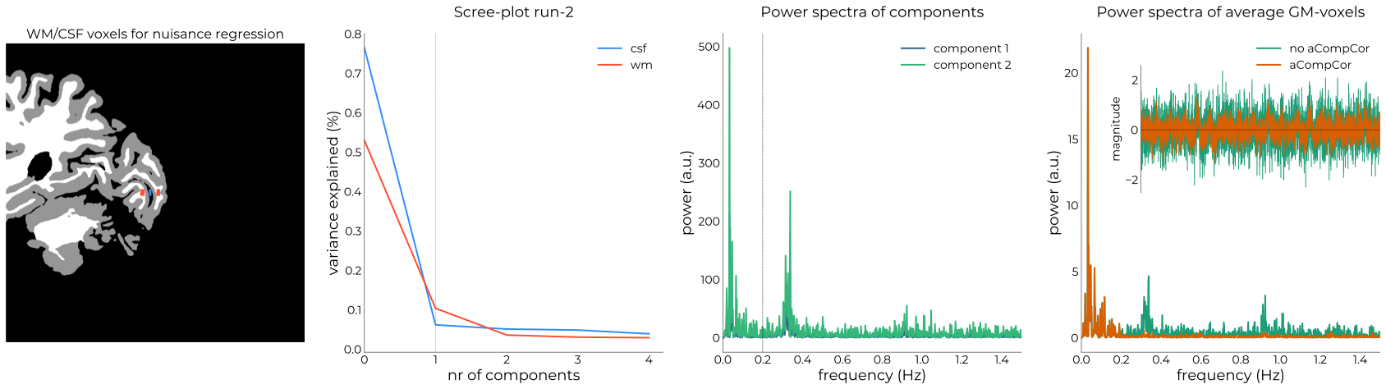 WM/CSF voxels for nuisance regression
Scree-plot run-2
variance explained (%)
0.8
0.7
0.6
0.5
0.4
0.3
0.2
0.1
0.0
csf
wm
0
1
2
3
4
nr of components
Power spectra of components
power (a.u.)
500
400
300
200
100
0
component 1
component 2
0.0
0.2
0.4
0.6
0.8
1.0
1.2
1.4
frequency (Hz)
Power spectra of average GM-voxels
power (a.u.)
20
15
10
5
0
no aCompCor
aCompCor
magnitude
2
0
−2
0.0
0.2
0.4
0.6
0.8
1.0
1.2
1.4
frequency (Hz)